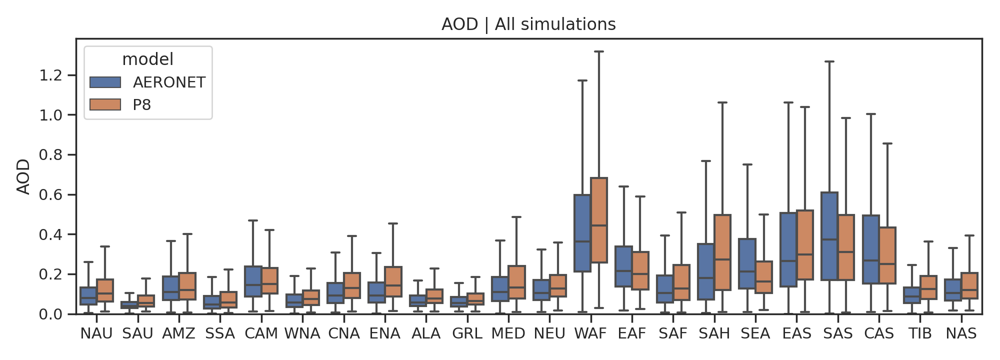 AOD | All simulations
model
AERONET
P8
AOD
1.2
1.0
0.8
0.6
0.4
0.2
0.0
NAU SAU AMZ SSA CAM WNA CNA ENA ALA GRL MED NEU WAF EAF SAF SAH SEA EAS SAS CAS TIB NAS